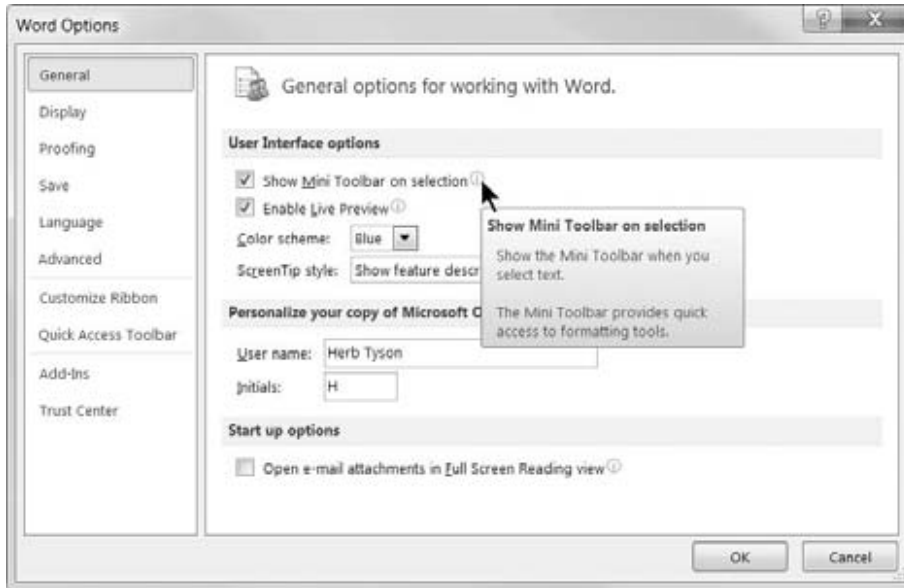 Word Options
General
Display
Proofing
Save
Language
Advanced
Customize Ribbon
Quick Access Toolbar
Add-Ins
Trust Center
General options for working with Word.
User Interface options
Show Mini Toolbar on selection
Enable Live Preview
Color scheme: Blue
ScreenTip style: Show feature descr
Show Mini Toolbar on selection
Show the Mini Toolbar when you
select text.
The Mini Toolbar provides quick
access to formatting tools.
Personalize your copy of Microsoft O
User name: Herb Tyson
Initials: H
Start up options
Open e-mail attachments in Full Screen Reading view
OK Cancel